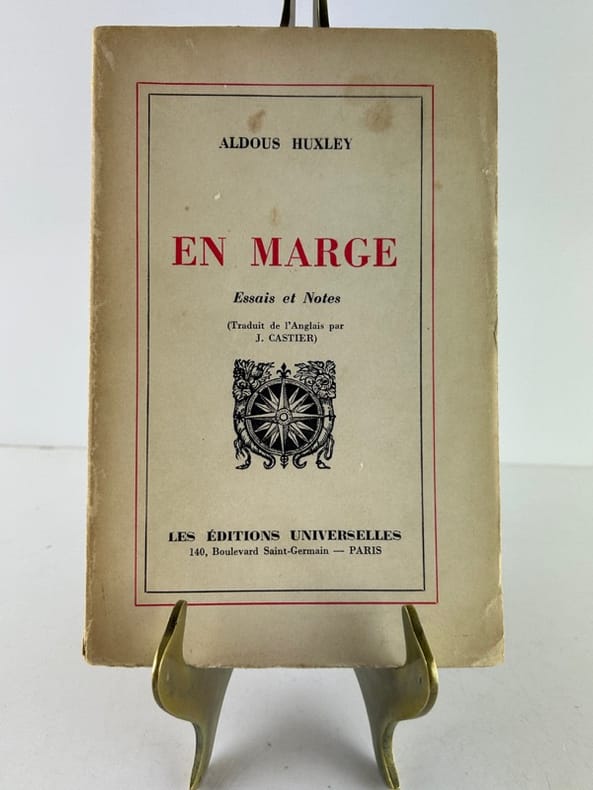 ALDOUS HUXLEY
EN MARGE
Essais et Notes
(Traduit de l'Anglais par
J. CASTIER)
LES ÉDITIONS UNIVERSELLES
140, Boulevard Saint-Germain — PARIS